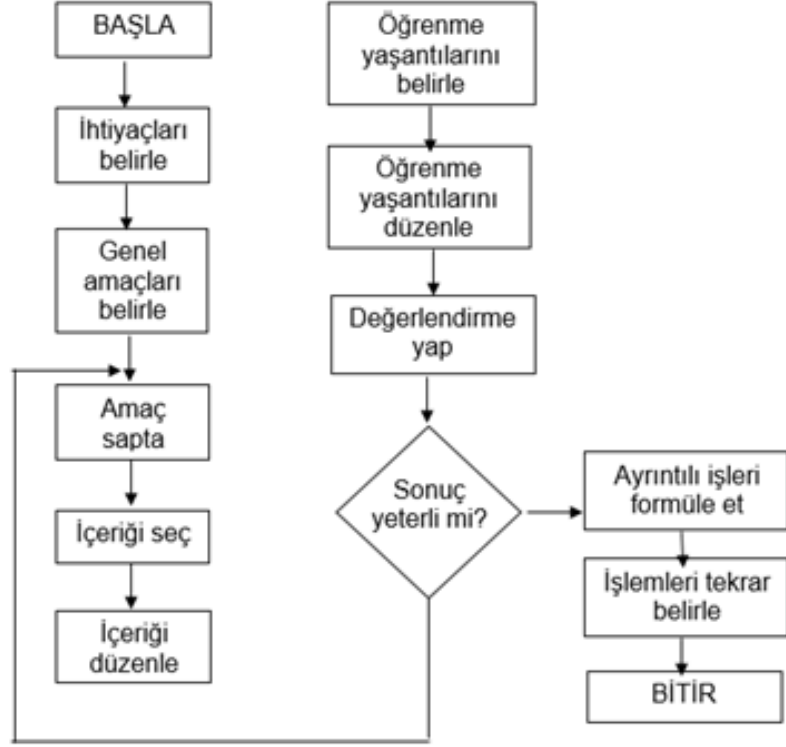 BAŞLA
İhtiyaçları
belirle
Genel
amaçları
belirle
Amaç
sapta
İçeriği seç
İçeriği
düzenle
Öğrenme
yaşantılarını
belirle
Öğrenme
yaşantılarını
düzenle
Değerlendirme
yap
Sonuç
yeterli mi?
Ayrıntılı işleri
formüle et
İşlemleri tekrar
belirle
BİTİR